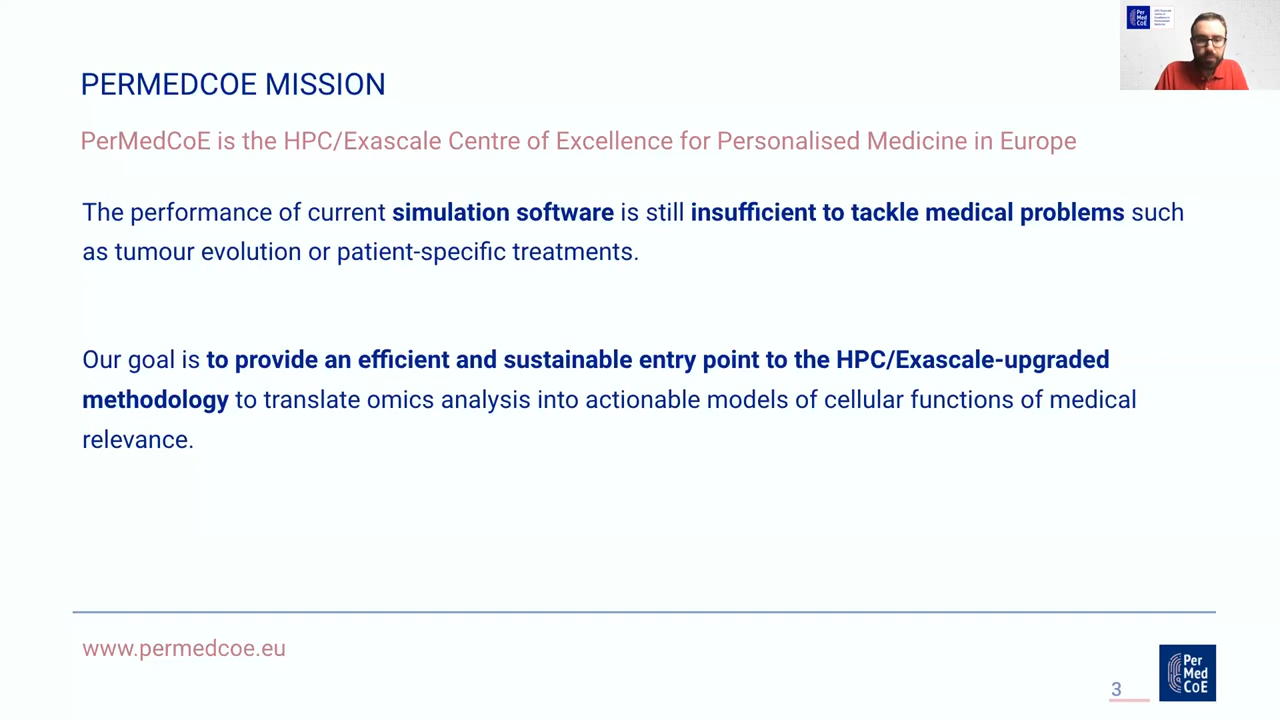 PERMEDCOE MISSION
PerMedCoE is the HPC/Exascale Centre of Excellence for Personalised Medicine in Europe
The performance of current simulation software is still insufficient to tackle medical problems such
as tumour evolution or patient-specific treatments.
Our goal is to provide an efficient and sustainable entry point to the HPC/Exascale-upgraded
methodology to translate omics analysis into actionable models of cellular functions of medical
relevance.
www.permedcoe.eu
3
Per
Med
CoE
Per
Med
CoE